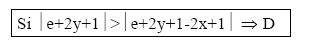 Si │e+2y+1│>│e+2y+1-2x+1│ ⇒ D